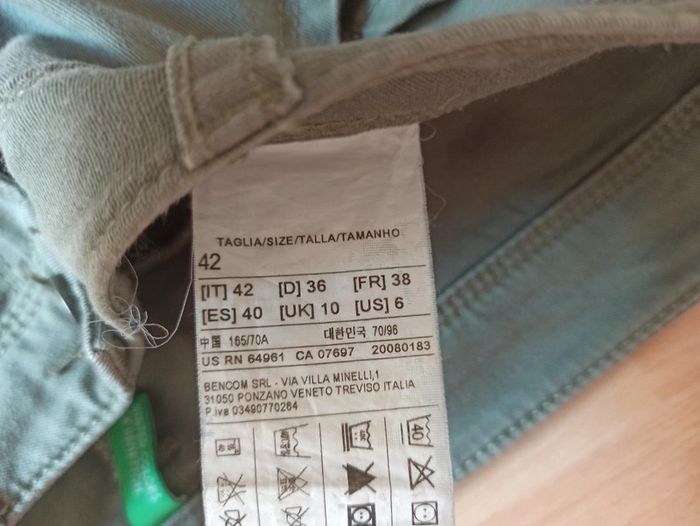 TAGLIA/SIZE/TALLA/TAMANHO
42
[IT] 42 [D] 36 [FR] 38
[ES] 40 [UK] 10 [US] 6
中国 165/70A 대한민국 70/96
US RN 64961 CA 07697 20080183
BENCOM SRL - VIA VILLA MINELLI,1
31050 PONZANO VENETO TREVISO ITALIA
P.iva 03490770264
40